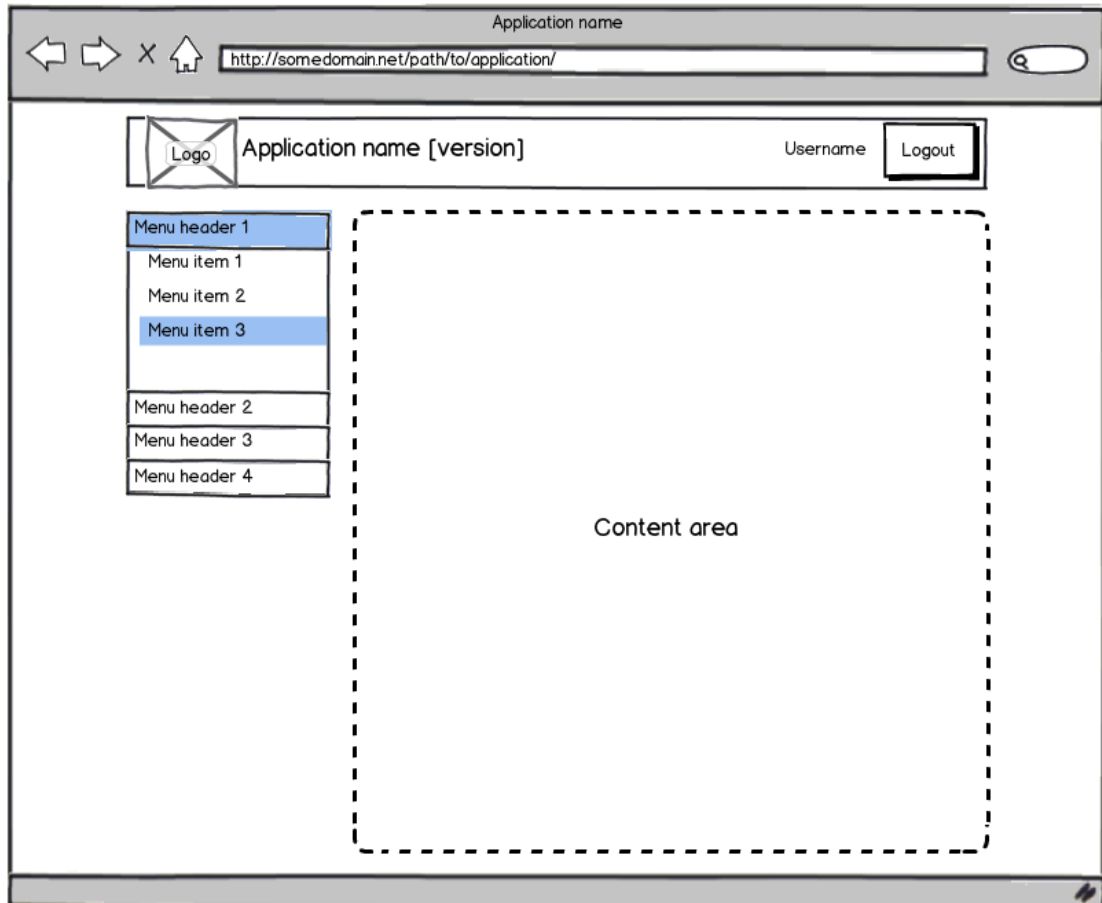 Application name
http://somedomain.net/path/to/application/
Logo
Application name [version]
Username
Logout
Menu header 1
Menu item 1
Menu item 2
Menu item 3
Menu header 2
Menu header 3
Menu header 4
Content area